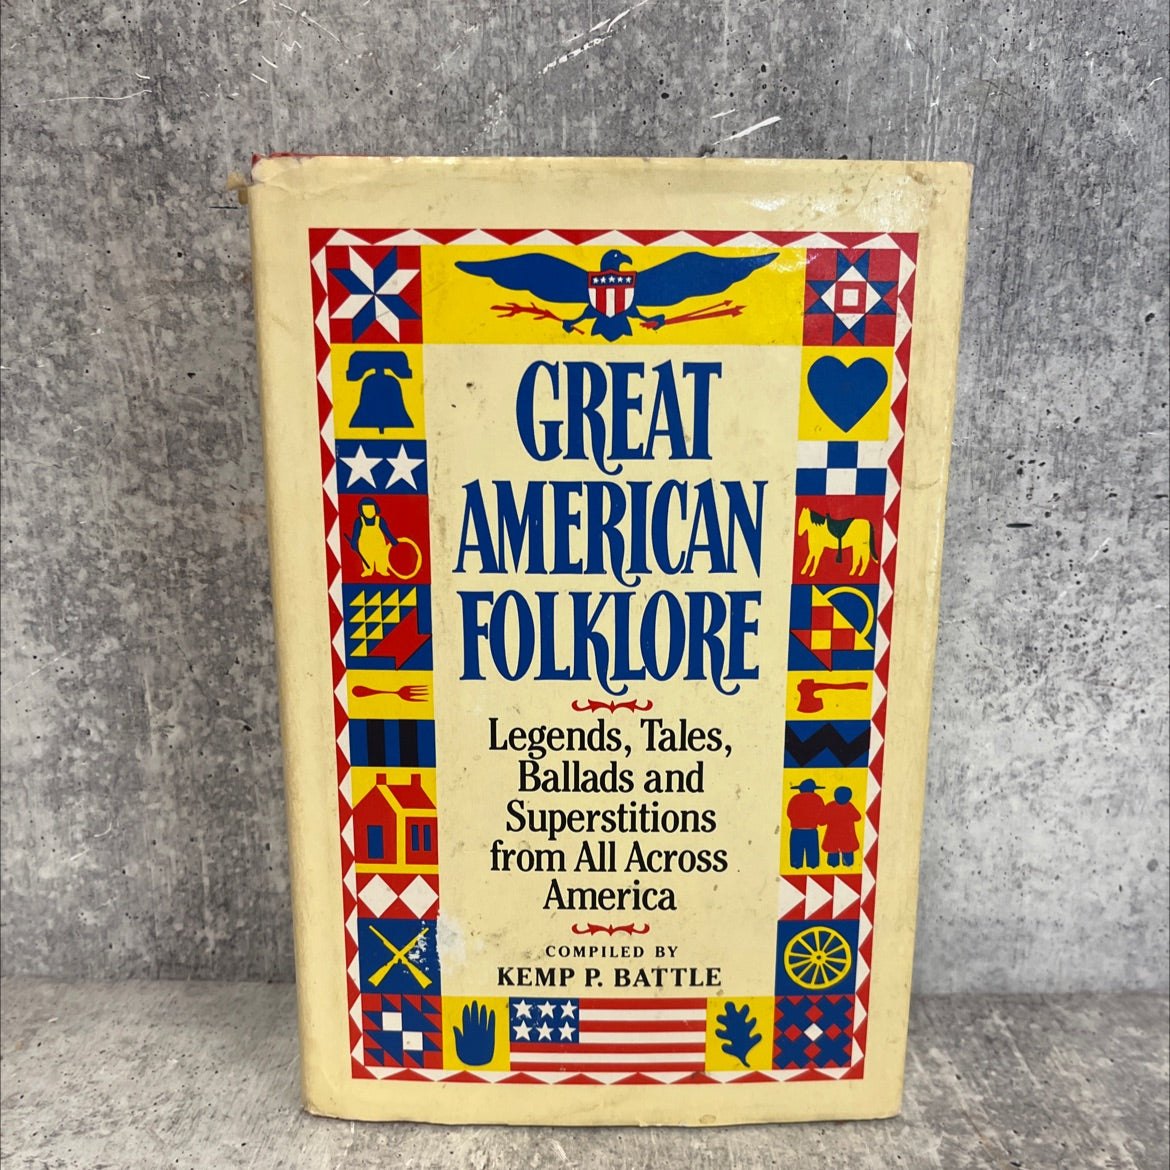 GREAT
AMERICAN
FOLKLORE
Legends, Tales,
Ballads and
Superstitions
from All Across
America
COMPILED BY
KEMP P. BATTLE